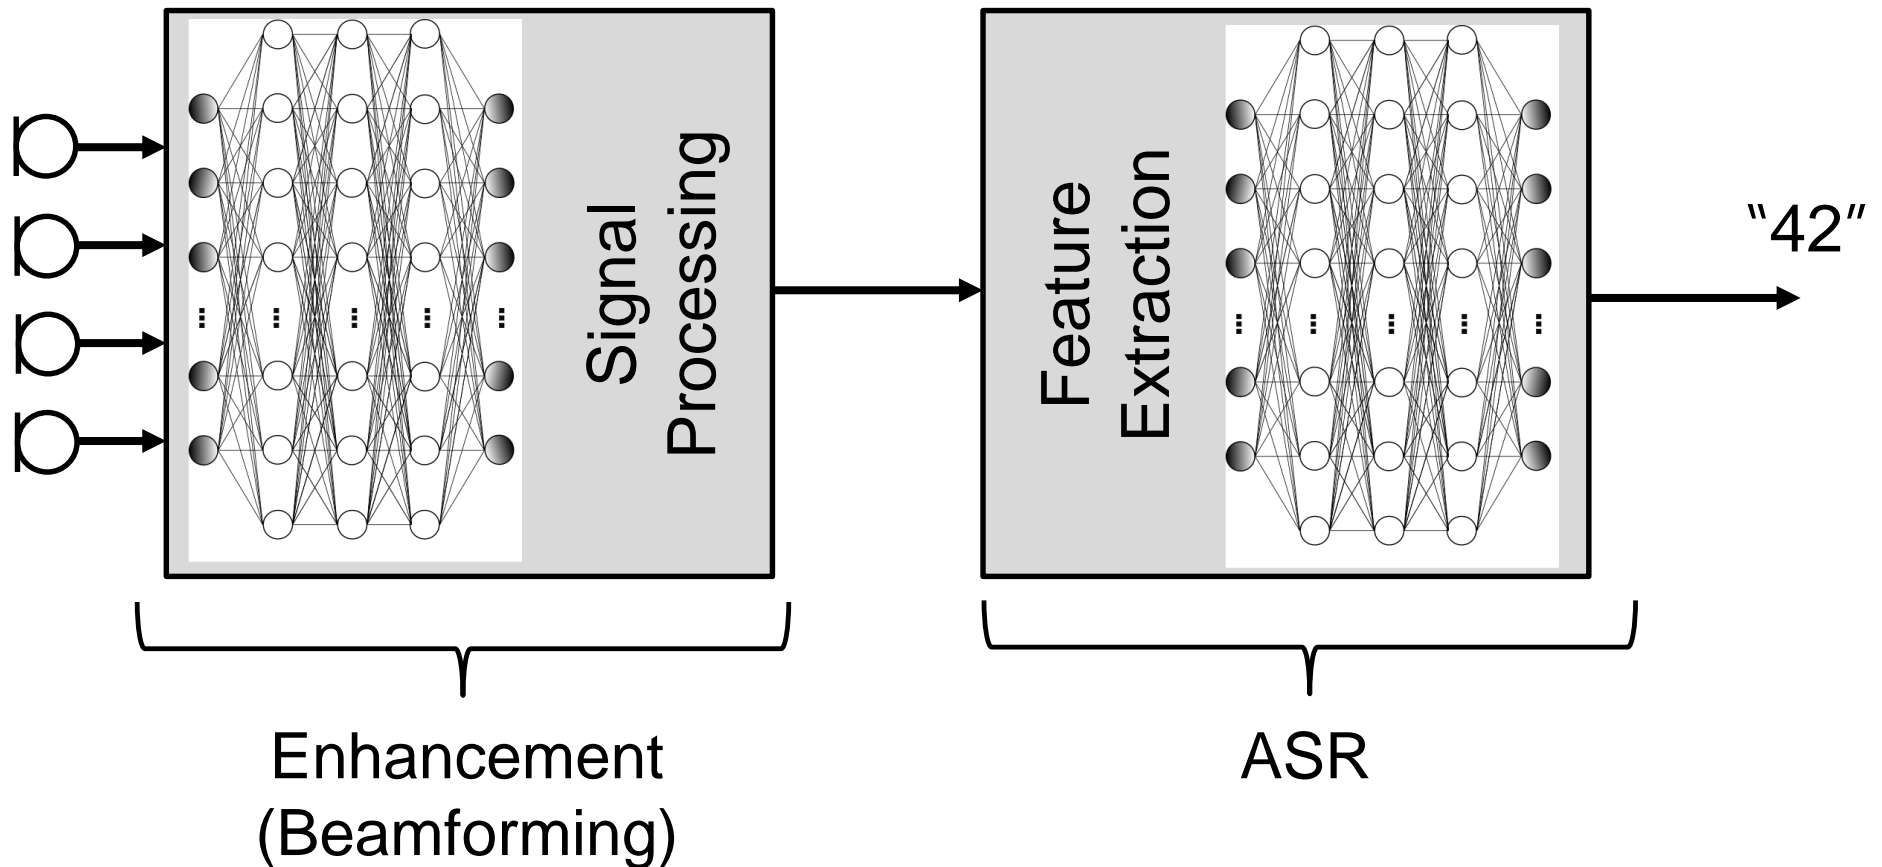 Signal
Processing
Feature
Extraction
“42”
Enhancement
(Beamforming)
ASR